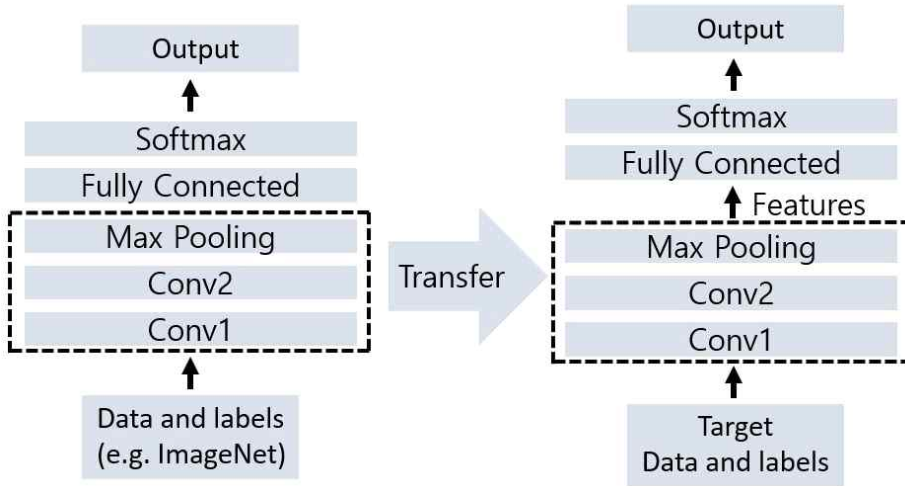 Output
Softmax
Fully Connected
Max Pooling
Conv2
Conv1
Data and labels
(e.g. ImageNet)
Transfer
Output
Softmax
Fully Connected
Features
Max Pooling
Conv2
Conv1
Target
Data and labels